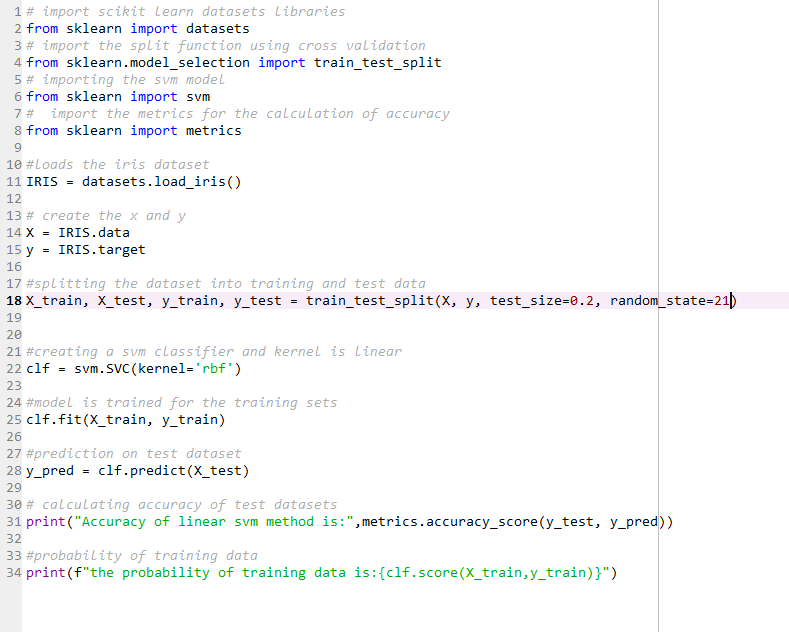 1 # import scikit learn datasets libraries
2 from sklearn import datasets
3 # import the split function using cross validation
4 from sklearn.model_selection import train_test_split
5 # importing the svm model
6 from sklearn import svm
7 #  import the metrics for the calculation of accuracy
8 from sklearn import metrics
9
10 #loads the iris dataset
11 IRIS = datasets.load_iris()
12
13 # create the x and y
14 X = IRIS.data
15 y = IRIS.target
16
17 #splitting the dataset into training and test data
18 X_train, X_test, y_train, y_test = train_test_split(X, y, test_size=0.2, random_state=21)
19
20
21 #creating a svm classifier and kernel is linear
22 clf = svm.SVC(kernel='rbf')
23
24 #model is trained for the training sets
25 clf.fit(X_train, y_train)
26
27 #prediction on test dataset
28 y_pred = clf.predict(X_test)
29
30 # calculating accuracy of test datasets
31 print("Accuracy of linear svm method is:",metrics.accuracy_score(y_test, y_pred))
32
33 #probability of training data
34 print(f"the probability of training data is:{clf.score(X_train,y_train)}")